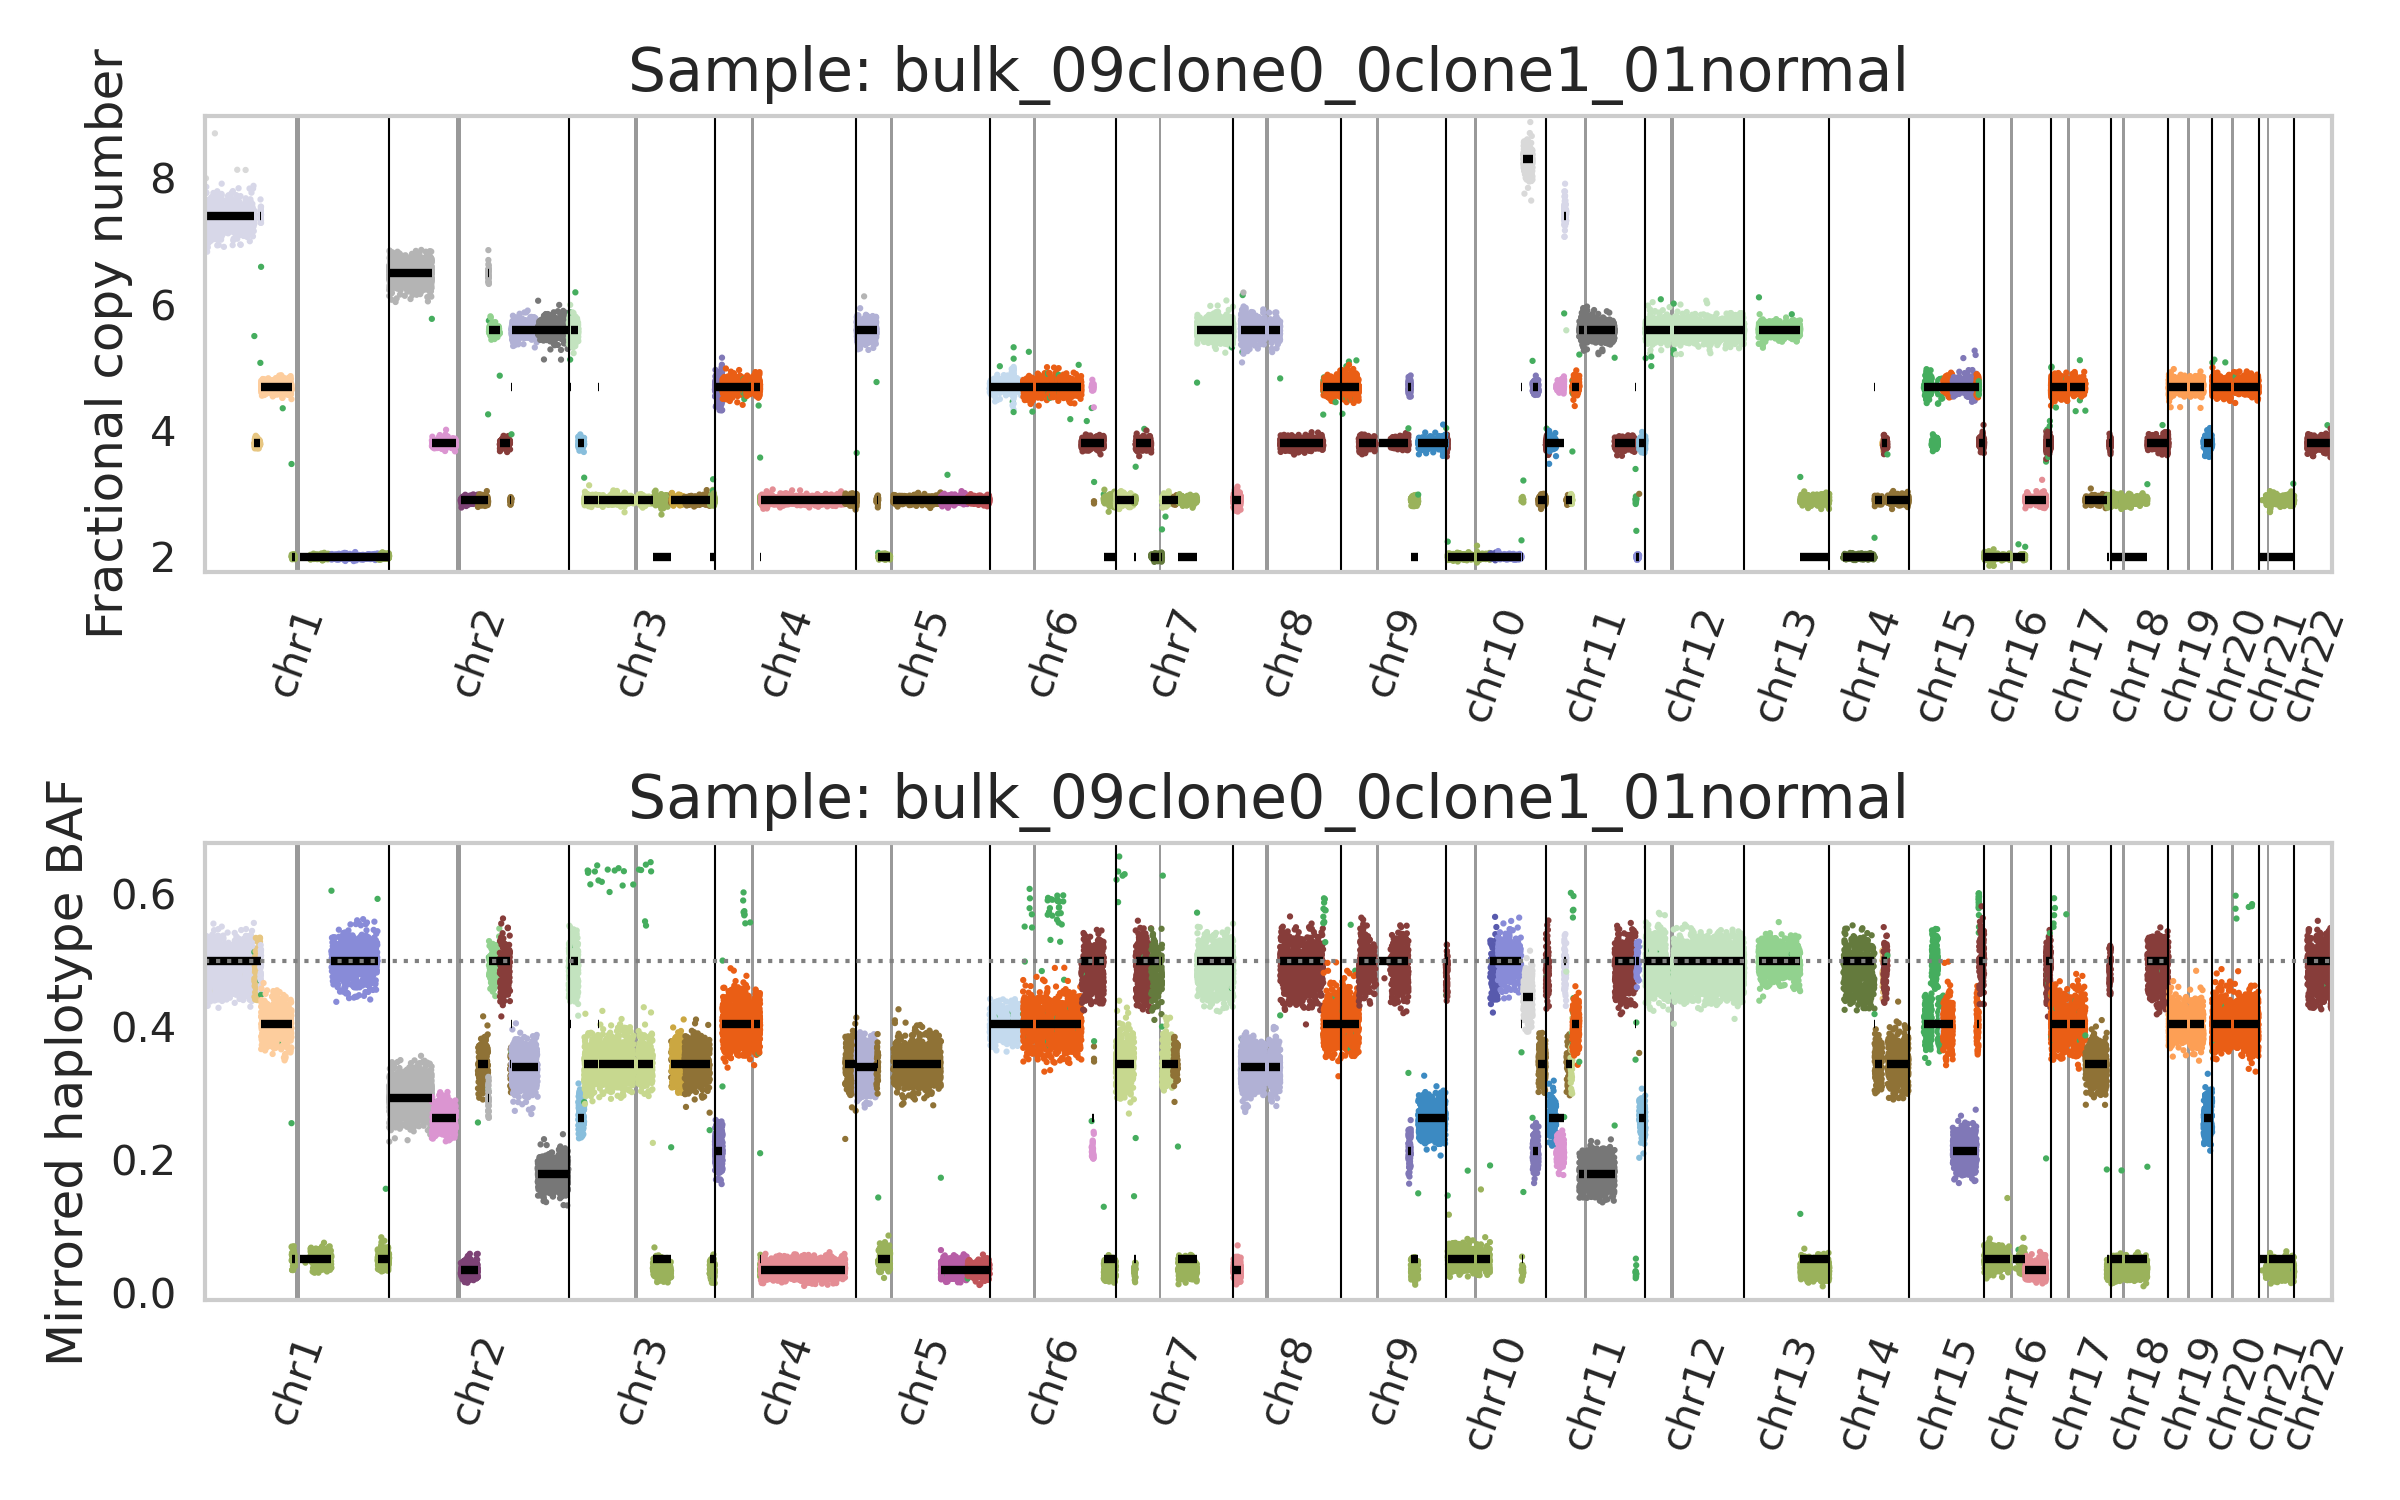 Sample: bulk_09clone0_0clone1_01normal
Fractional copy number
8
6
4
2
chr1 chr2 chr3 chr4 chr5 chr6 chr7 chr8 chr9 chr10 chr11 chr12 chr13 chr14 chr15 chr16 chr17 chr18 chr19 chr20 chr21 chr22
Sample: bulk_09clone0_0clone1_01normal
Mirrored haplotype BAF
0.6
0.4
0.2
0.0
chr1 chr2 chr3 chr4 chr5 chr6 chr7 chr8 chr9 chr10 chr11 chr12 chr13 chr14 chr15 chr16 chr17 chr18 chr19 chr20 chr21 chr22